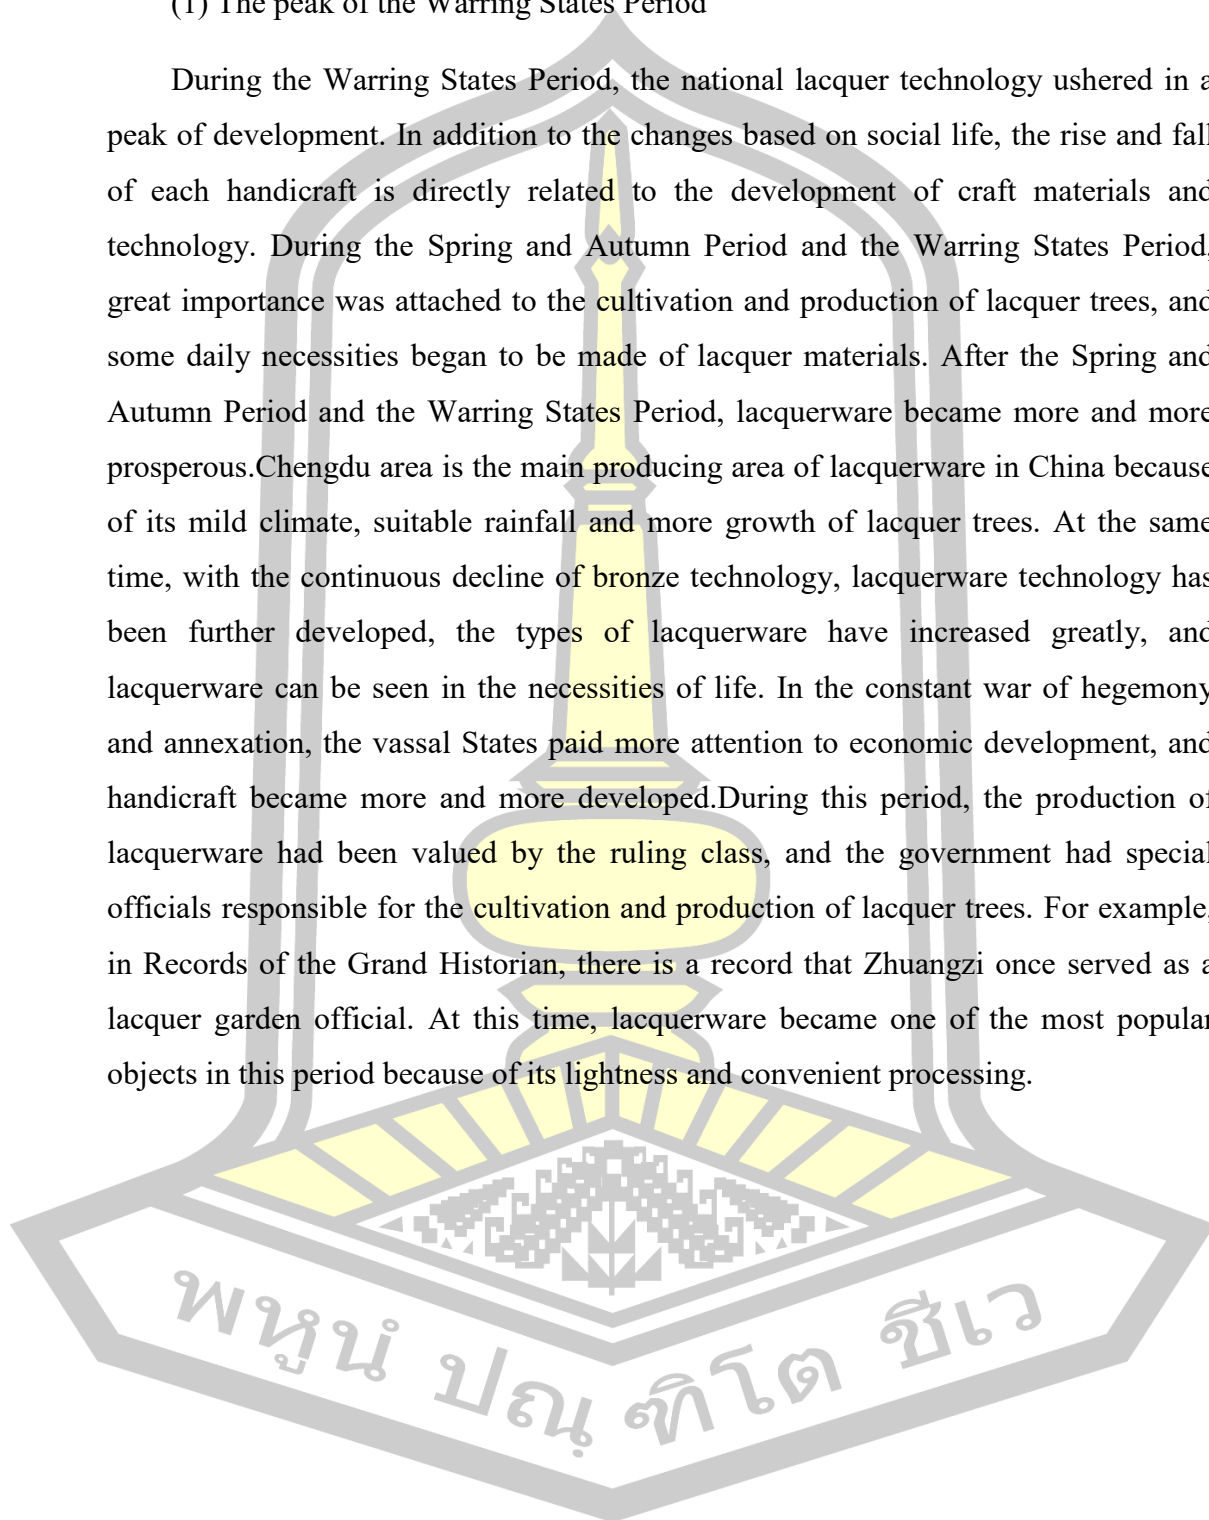 (1) The peak of the Warring States Period
During the Warring States Period, the national lacquer technology ushered in a
peak of development. In addition to the changes based on social life, the rise and fall
of each handicraft is directly related to the development of craft materials and
technology. During the Spring and Autumn Period and the Warring States Period,
great importance was attached to the cultivation and production of lacquer trees, and
some daily necessities began to be made of lacquer materials. After the Spring and
Autumn Period and the Warring States Period, lacquerware became more and more
prosperous.Chengdu area is the main producing area of lacquerware in China because
of its mild climate, suitable rainfall and more growth of lacquer trees. At the same
time, with the continuous decline of bronze technology, lacquerware technology has
been further developed, the types of lacquerware have increased greatly, and
lacquerware can be seen in the necessities of life. In the constant war of hegemony
and annexation, the vassal States paid more attention to economic development, and
handicraft became more and more developed.During this period, the production of
lacquerware had been valued by the ruling class, and the government had special
officials responsible for the cultivation and production of lacquer trees. For example,
in Records of the Grand Historian, there is a record that Zhuangzi once served as a
lacquer garden official. At this time, lacquerware became one of the most popular
objects in this period because of its lightness and convenient processing.
พหูนํ ปณฺฑิโต ชีเว